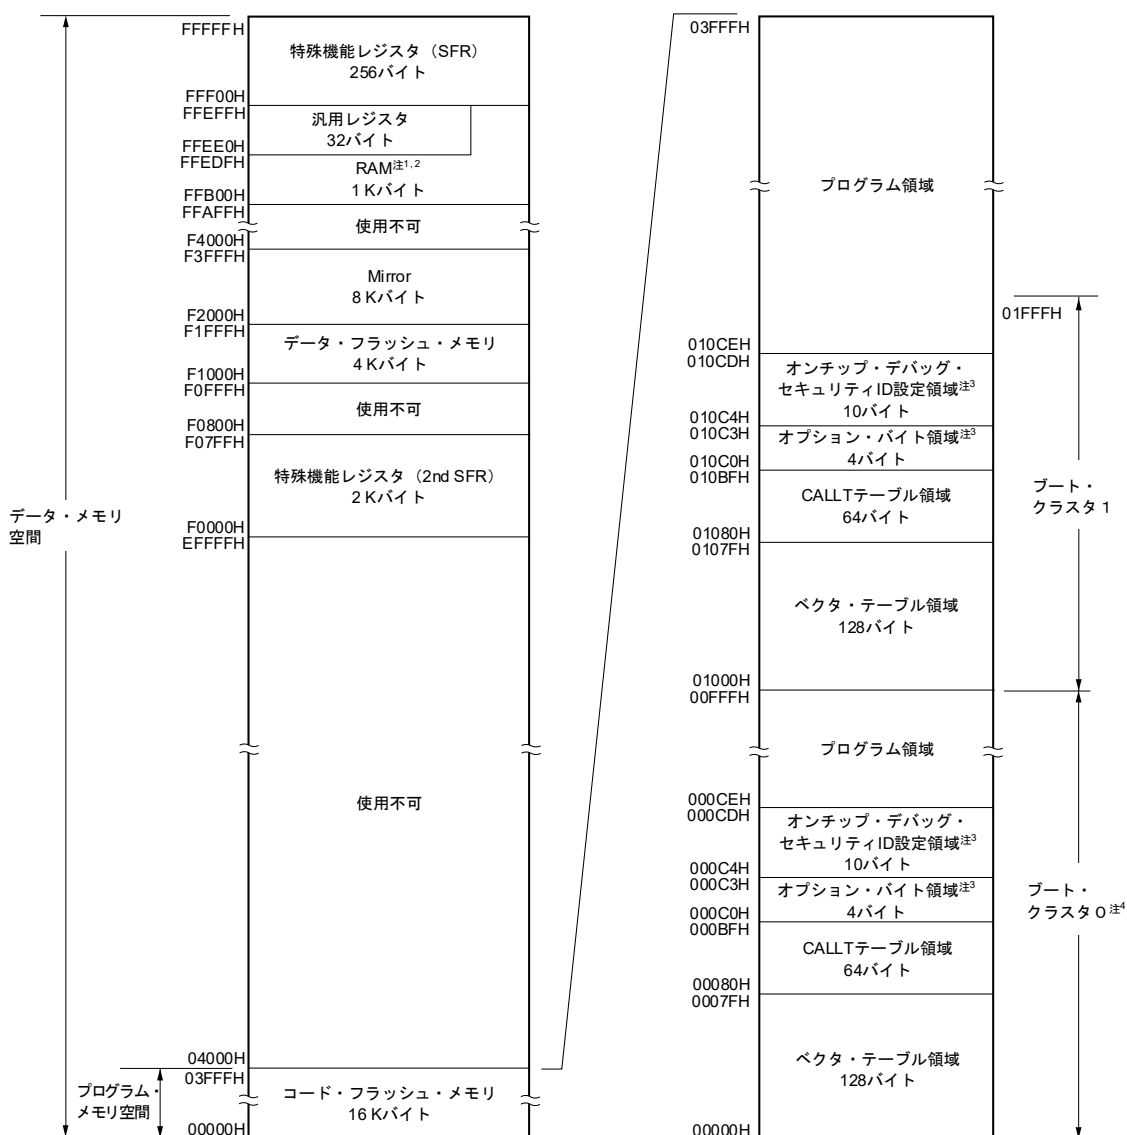 FFFFFH
特殊機能レジスタ（SFR）
256バイト
FFF00H
FFEFFH
汎用レジスタ
32バイト
FFEE0H
FFEDFH
RAM注1, 2
1 Kバイト
FFB00H
FFAFFH
使用不可
F4000H
F3FFFH
Mirror
8 Kバイト
F2000H
F1FFFH
データ・フラッシュ・メモリ
4 Kバイト
F1000H
F0FFFH
使用不可
F0800H
F07FFH
特殊機能レジスタ（2nd SFR）
2 Kバイト
データ・メモリ
空間
F0000H
EFFFFH
使用不可
04000H
03FFFH
プログラム・
メモリ空間
コード・フラッシュ・メモリ
16 Kバイト
00000H
03FFFH
プログラム領域
01FFFH
010CEH
010CDH
オンチップ・デバッグ・
セキュリティID設定領域注3
10バイト
010C4H
010C3H
オプション・バイト領域注3
4バイト
010C0H
010BFH
CALLTテーブル領域
64バイト
ブート・
クラスタ 1
01080H
0107FH
ベクタ・テーブル領域
128バイト
01000H
00FFFH
プログラム領域
000CEH
000CDH
オンチップ・デバッグ・
セキュリティID設定領域注3
10バイト
000C4H
000C3H
オプション・バイト領域注3
4バイト
ブート・
クラスタ 0注4
000C0H
000BFH
CALLTテーブル領域
64バイト
00080H
0007FH
ベクタ・テーブル領域
128バイト
00000H